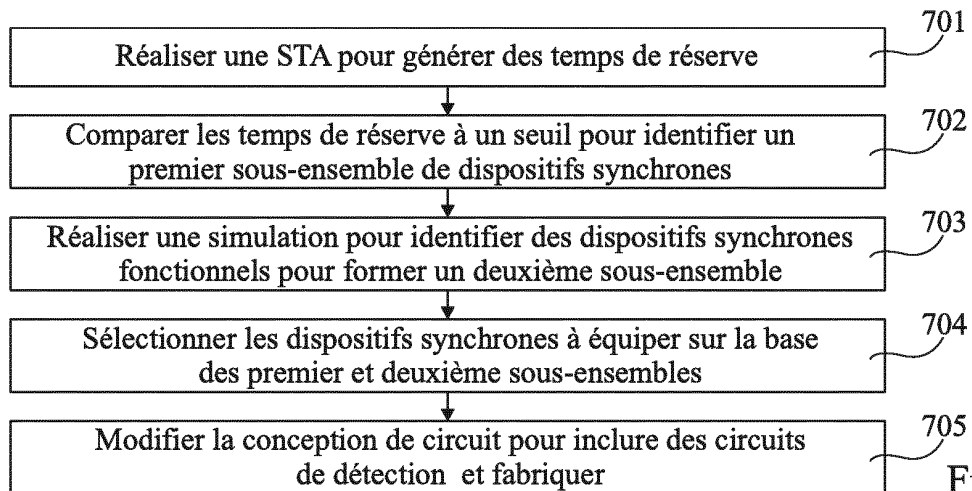 701
Réaliser une STA pour générer des temps de réserve
702
Comparer les temps de réserve à un seuil pour identifier un
premier sous-ensemble de dispositifs synchrones
703
Réaliser une simulation pour identifier des dispositifs synchrones
fonctionnels pour former un deuxième sous-ensemble
704
Sélectionner les dispositifs synchrones à équiper sur la base
des premier et deuxième sous-ensembles
705
Modifier la conception de circuit pour inclure des circuits
de détection et fabriquer